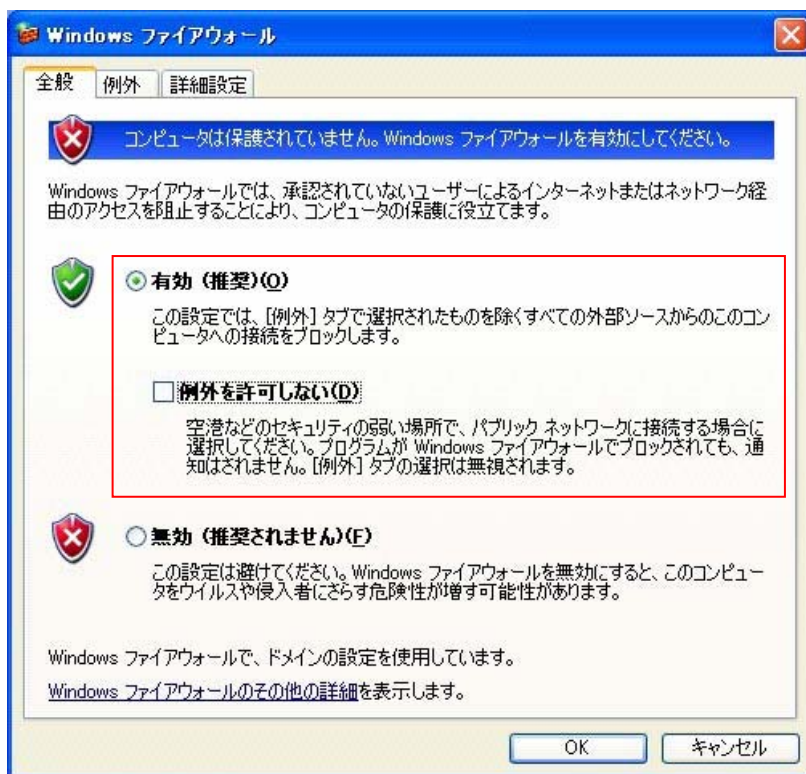 Windows ファイアウォール
全般 例外 詳細設定
コンピュータは保護されていません。Windows ファイアウォールを有効にしてください。
Windows ファイアウォールでは、承認されていないユーザーによるインターネットまたはネットワーク経
由のアクセスを阻止することにより、コンピュータの保護に役立てます。
有効 (推奨)(O)
この設定では、[例外] タブで選択されたものを除くすべての外部ソースからのこのコン
ピュータへの接続をブロックします。
例外を許可しない(D)
空港などのセキュリティの弱い場所で、パブリック ネットワークに接続する場合に
選択してください。プログラムが Windows ファイアウォールでブロックされても、通
知はされません。[例外] タブの選択は無視されます。
無効 (推奨されません)(F)
この設定は避けてください。Windows ファイアウォールを無効にすると、このコンピュー
タをウイルスや侵入者にさらす危険性が増す可能性があります。
Windows ファイアウォールで、ドメインの設定を使用しています。
Windows ファイアウォールのその他の詳細を表示します。
OK キャンセル